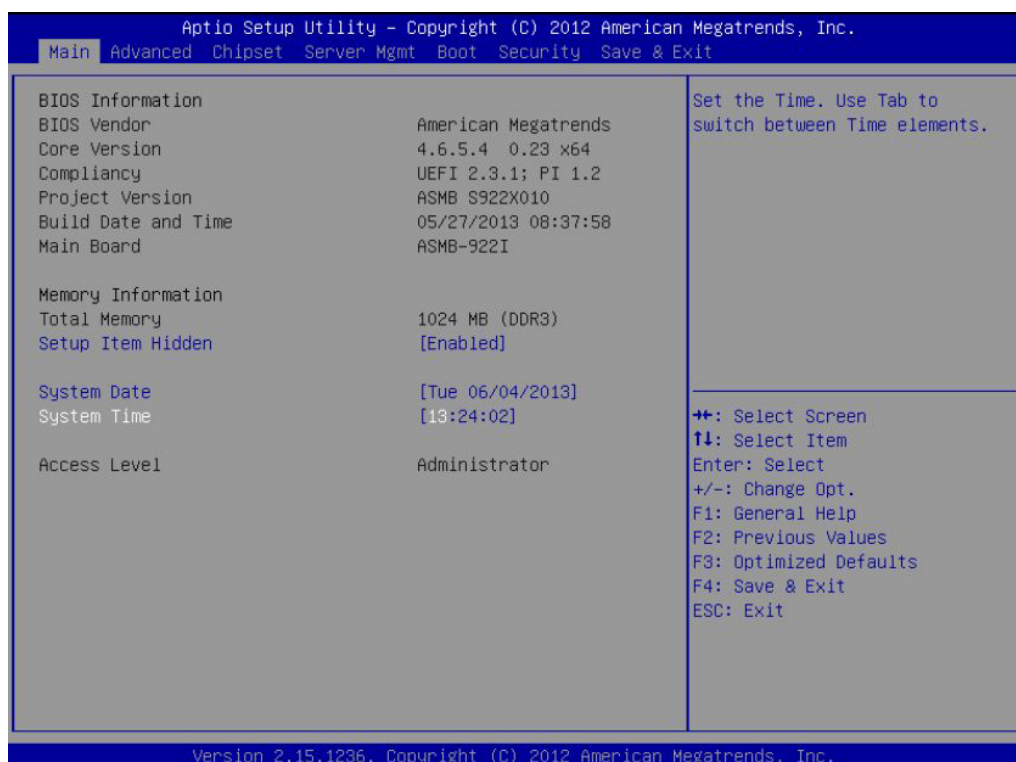 Aptio Setup Utility – Copyright (C) 2012 American Megatrends, Inc.
Main Advanced Chipset Server Mgmt Boot Security Save & Exit
BIOS Information
BIOS Vendor American Megatrends
Core Version 4.6.5.4 0.23 x64
Compliancy UEFI 2.3.1; PI 1.2
Project Version ASMB S922X010
Build Date and Time 05/27/2013 08:37:58
Main Board ASMB-922I
Memory Information
Total Memory 1024 MB (DDR3)
Setup Item Hidden [Enabled]
System Date [Tue 06/04/2013]
System Time [13:24:02]
Access Level Administrator
Set the Time. Use Tab to
switch between Time elements.
→←: Select Screen
↑↓: Select Item
Enter: Select
+/-: Change Opt.
F1: General Help
F2: Previous Values
F3: Optimized Defaults
F4: Save & Exit
ESC: Exit
Version 2.15.1236. Copyright (C) 2012 American Megatrends, Inc.